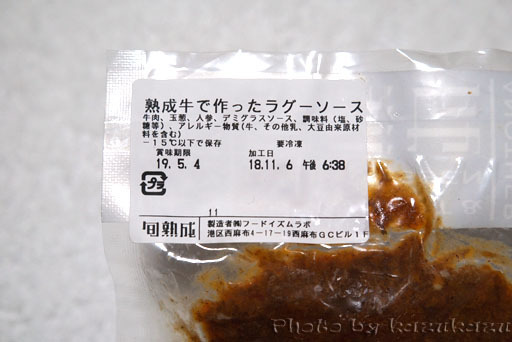 熟成牛で作ったラグーソース
牛肉、玉葱、人参、デミグラスソース、調味料（塩、砂
糖等）、アレルギー物質（牛、その他乳、大豆由来原材
料を含む）
－15℃以下で保存 要冷凍
賞味期限 加工日
19.5.4 18.11.6 午後 6:38
プラ
11
旬熟成 製造者㈱フードイズムラボ
港区西麻布4-17-19西麻布GCビル1F
Photo by kazukazu